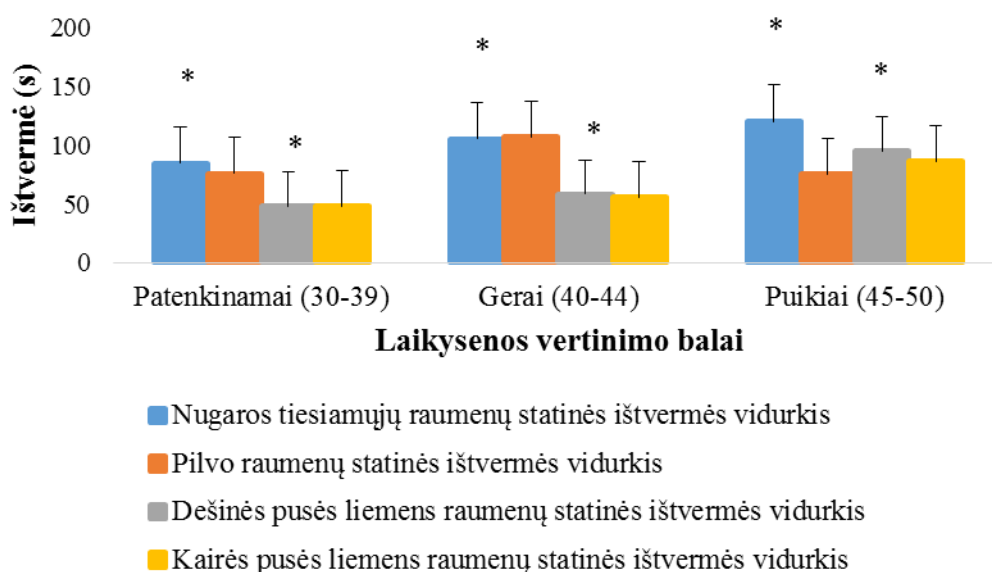 200
150
100
50
0
Ištvermė (s)
* * * * * *
Patenkinamai (30-39) Gerai (40-44) Puikiai (45-50)
Laikysenos vertinimo balai
Nugaros tiesiamųjų raumenų statinės ištvermės vidurkis
Pilvo raumenų statinės ištvermės vidurkis
Dešinės pusės liemens raumenų statinės ištvermės vidurkis
Kairės pusės liemens raumenų statinės ištvermės vidurkis